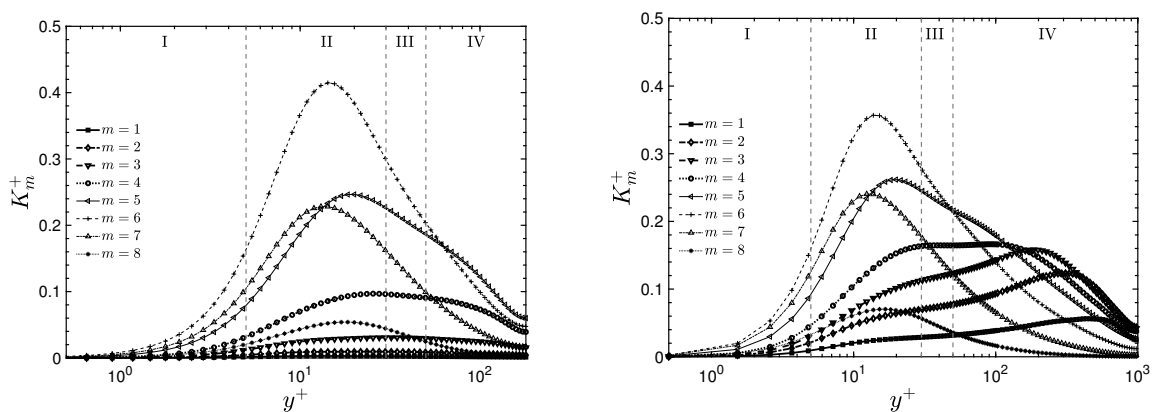 0.5
I II III IV
0.4
m = 1
m = 2
0.3
m = 3
m = 4
m = 5
0.2
m = 6
m = 7
m = 8
0.1
0
K_m^+
10^0 10^1 10^2
y^+
0.5
I II III IV
0.4
m = 1
m = 2
0.3
m = 3
m = 4
m = 5
0.2
m = 6
m = 7
m = 8
0.1
0
K_m^+
10^0 10^1 10^2 10^3
y^+